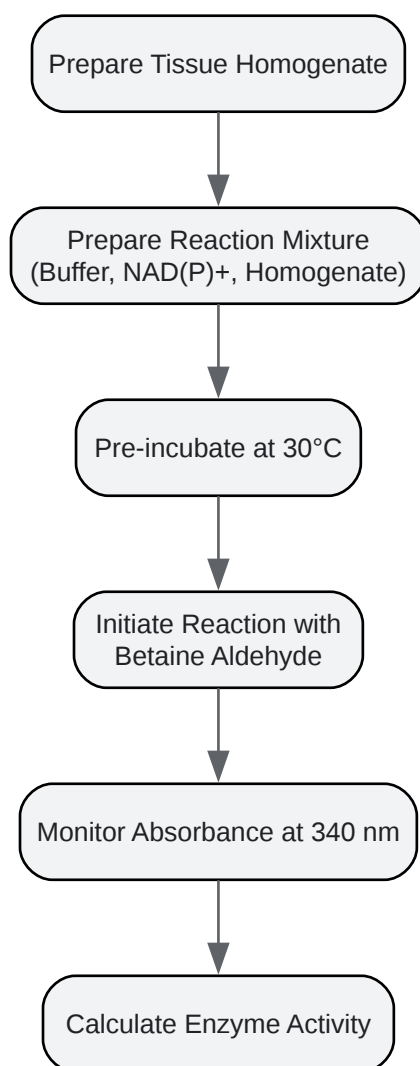 Prepare Tissue Homogenate
Prepare Reaction Mixture
(Buffer, NAD(P)+, Homogenate)
Pre-incubate at 30°C
Initiate Reaction with
Betaine Aldehyde
Monitor Absorbance at 340 nm
Calculate Enzyme Activity